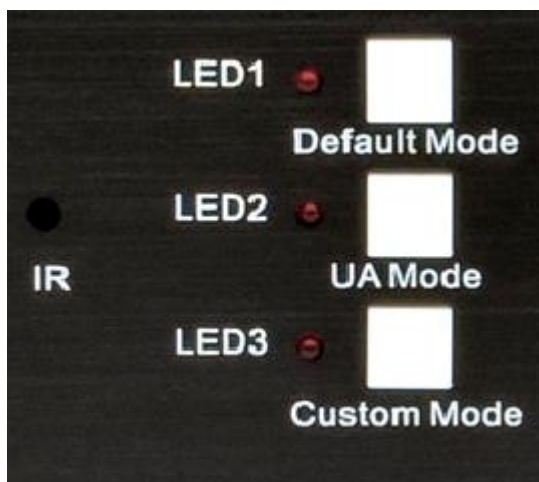 LED1
Default Mode
LED2
UA Mode
IR
LED3
Custom Mode